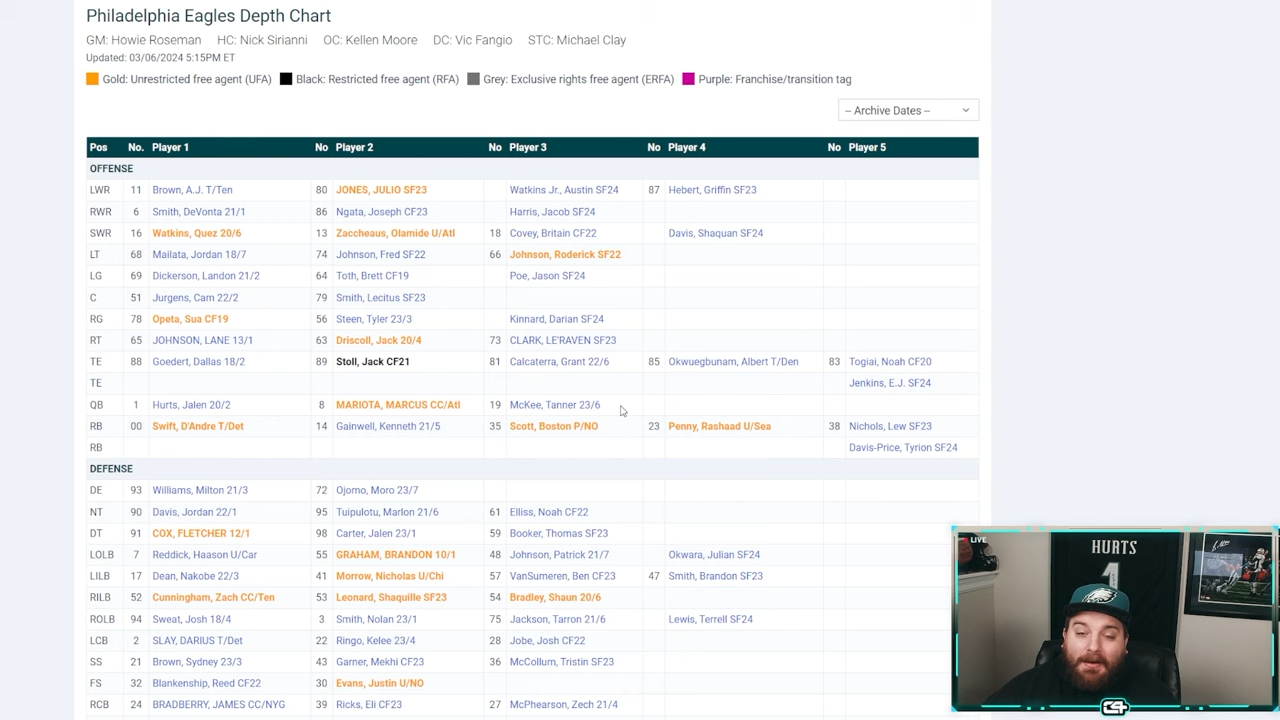 Philadelphia Eagles Depth Chart
GM: Howie Roseman HC: Nick Sirianni OC: Kellen Moore DC: Vic Fangio STC: Michael Clay
Updated: 03/06/2024 5:15PM ET
Gold: Unrestricted free agent (UFA) Black: Restricted free agent (RFA) Grey: Exclusive rights free agent (ERFA) Purple: Franchise/transition tag
-- Archive Dates --
Pos No. Player 1 No Player 2 No Player 3 No Player 4 No Player 5
OFFENSE
LWR 11 Brown, A.J. T/Ten 80 JONES, JULIO SF23 Watkins Jr., Austin SF24 87 Hebert, Griffin SF23
RWR 6 Smith, DeVonta 21/1 86 Ngata, Joseph CF23 Harris, Jacob SF24
SWR 16 Watkins, Quez 20/6 13 Zaccheaus, Olamide U/Atl 18 Covey, Britain CF22 Davis, Shaquan SF24
LT 68 Mailata, Jordan 18/7 74 Johnson, Fred SF22 66 Johnson, Roderick SF22
LG 69 Dickerson, Landon 21/2 64 Toth, Brett CF19 Poe, Jason SF24
C 51 Jurgens, Cam 22/2 79 Smith, Lecitus SF23
RG 78 Opeta, Sua CF19 56 Steen, Tyler 23/3 Kinnard, Darian SF24
RT 65 JOHNSON, LANE 13/1 63 Driscoll, Jack 20/4 73 CLARK, LE'RAVEN SF23
TE 88 Goedert, Dallas 18/2 89 Stoll, Jack CF21 81 Calcaterra, Grant 22/6 85 Okwuegbunam, Albert T/Den 83 Togiai, Noah CF20
TE Jenkins, E.J. SF24
QB 1 Hurts, Jalen 20/2 8 MARIOTA, MARCUS CC/Atl 19 McKee, Tanner 23/6
RB 00 Swift, D'Andre T/Det 14 Gainwell, Kenneth 21/5 35 Scott, Boston P/NO 23 Penny, Rashaad U/Sea 38 Nichols, Lew SF23
RB Davis-Price, Tyrion SF24
DEFENSE
DE 93 Williams, Milton 21/3 72 Ojomo, Moro 23/7
NT 90 Davis, Jordan 22/1 95 Tuipulotu, Marlon 21/6 61 Elliss, Noah CF22
DT 91 COX, FLETCHER 12/1 98 Carter, Jalen 23/1 59 Booker, Thomas SF23
LOLB 7 Reddick, Haason U/Car 55 GRAHAM, BRANDON 10/1 48 Johnson, Patrick 21/7 Okwara, Julian SF24
LILB 17 Dean, Nakobe 22/3 41 Morrow, Nicholas U/Chi 57 VanSumeren, Ben CF23 47 Smith, Brandon SF23
RILB 52 Cunningham, Zach CC/Ten 53 Leonard, Shaquille SF23 54 Bradley, Shaun 20/6
ROLB 94 Sweat, Josh 18/4 3 Smith, Nolan 23/1 75 Jackson, Tarron 21/6 Lewis, Terrell SF24
LCB 2 SLAY, DARIUS T/Det 22 Ringo, Kelee 23/4 28 Jobe, Josh CF22
SS 21 Brown, Sydney 23/3 43 Garner, Mekhi CF23 36 McCollum, Tristin SF23
FS 32 Blankenship, Reed CF22 30 Evans, Justin U/NO
RCB 24 BRADBERRY, JAMES CC/NYG 39 Ricks, Eli CF23 27 McPhearson, Zech 21/4
LIVE
HURTS
1